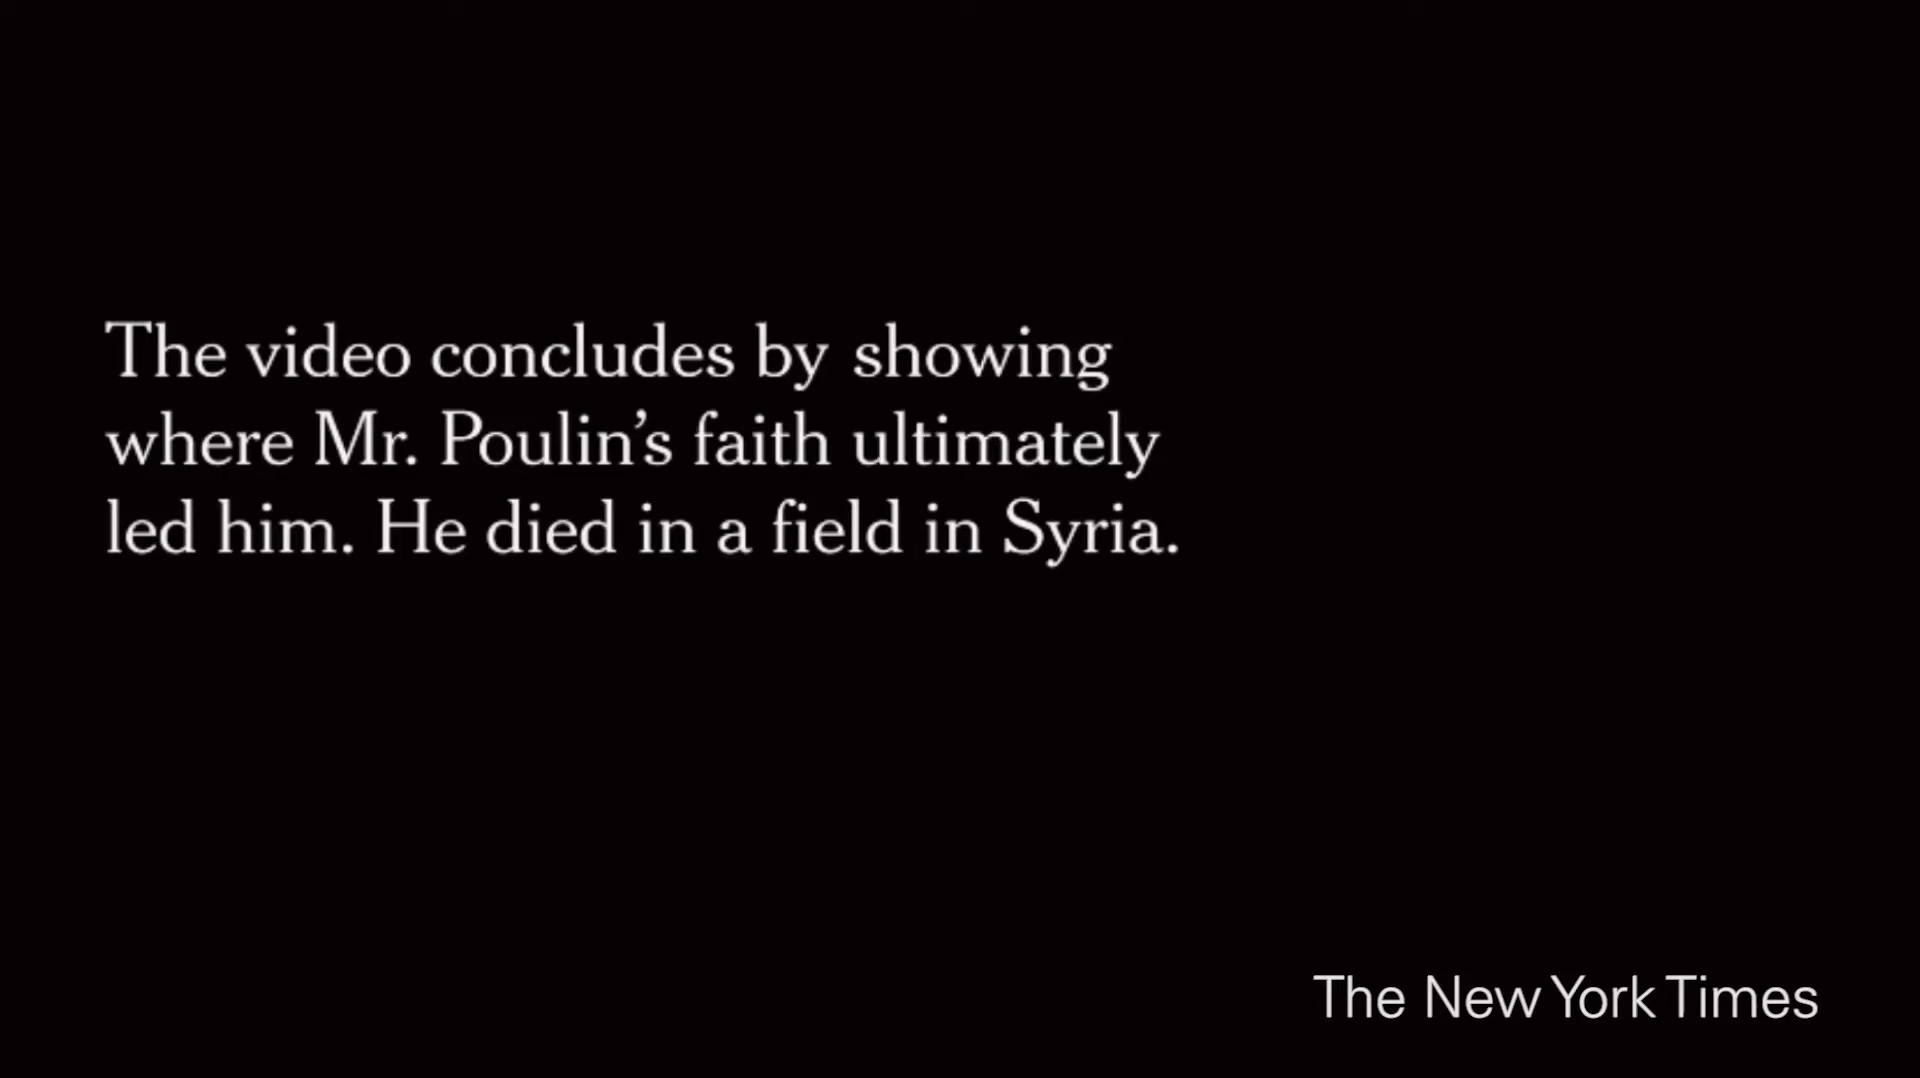 The video concludes by showing
where Mr. Poulin’s faith ultimately
led him. He died in a field in Syria.
The New York Times